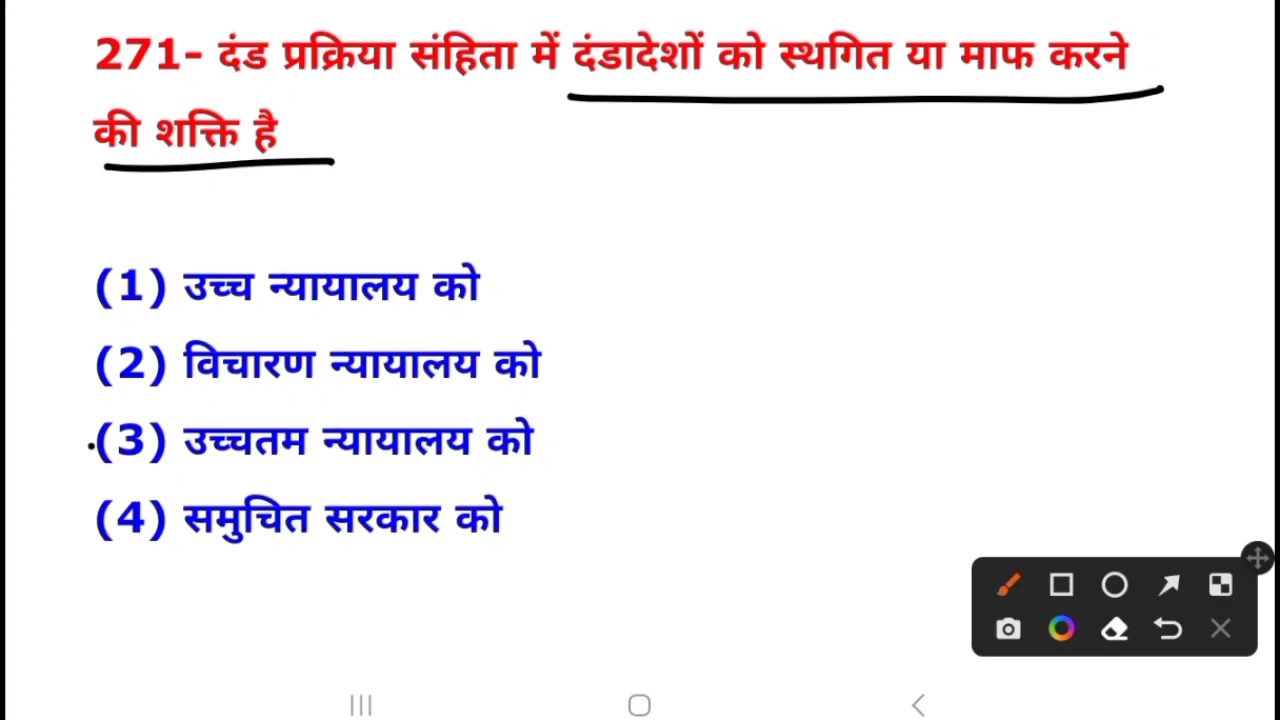 271- दंड प्रक्रिया संहिता में दंडादेशों को स्थगित या माफ करने
की शक्ति है
(1) उच्च न्यायालय को
(2) विचारण न्यायालय को
(3) उच्चतम न्यायालय को
(4) समुचित सरकार को